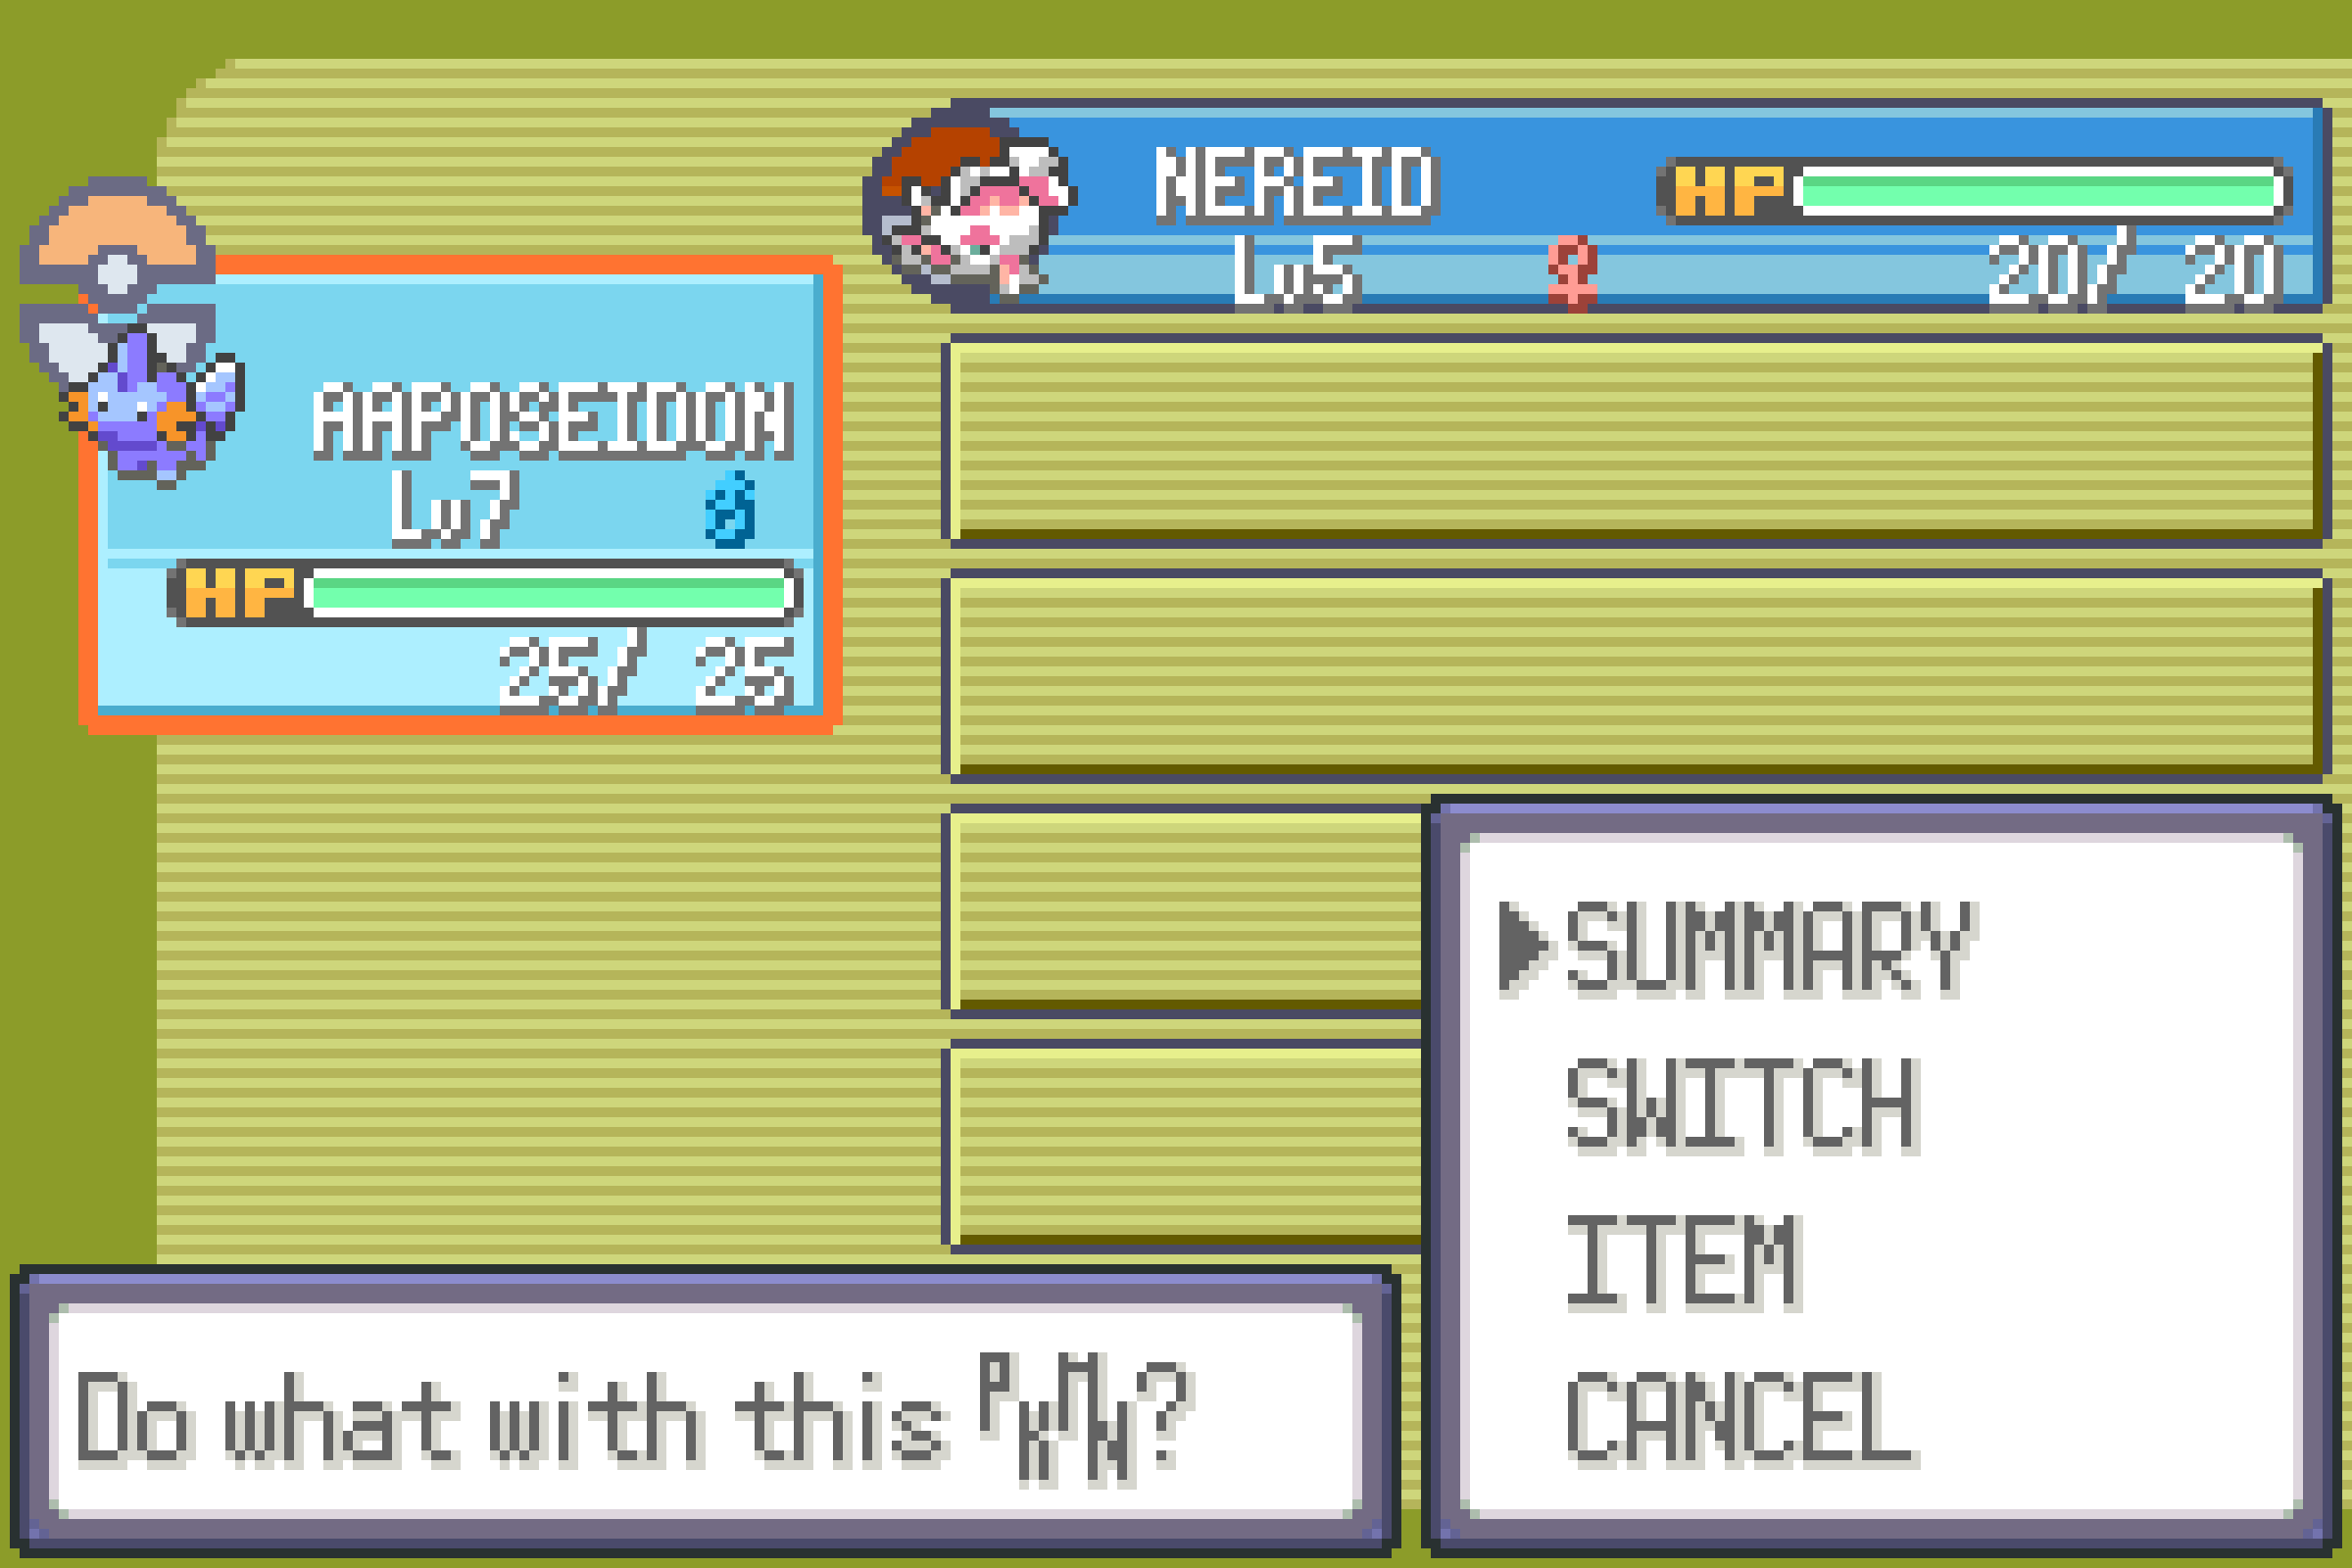 NEREID
HP
Lv5 ♀
20/ 20
AAPOSEIDON
Lv7
HP
25/ 25
SUMMARY
SWITCH
ITEM
CANCEL
Do what with this PKMN?